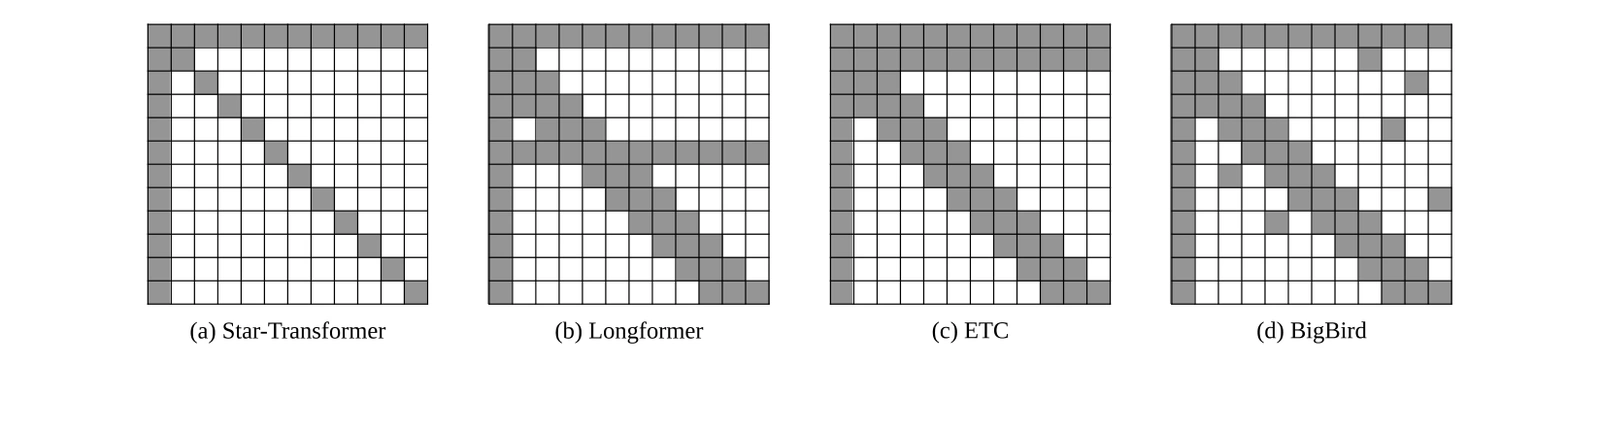 (a) Star-Transformer
(b) Longformer
(c) ETC
(d) BigBird